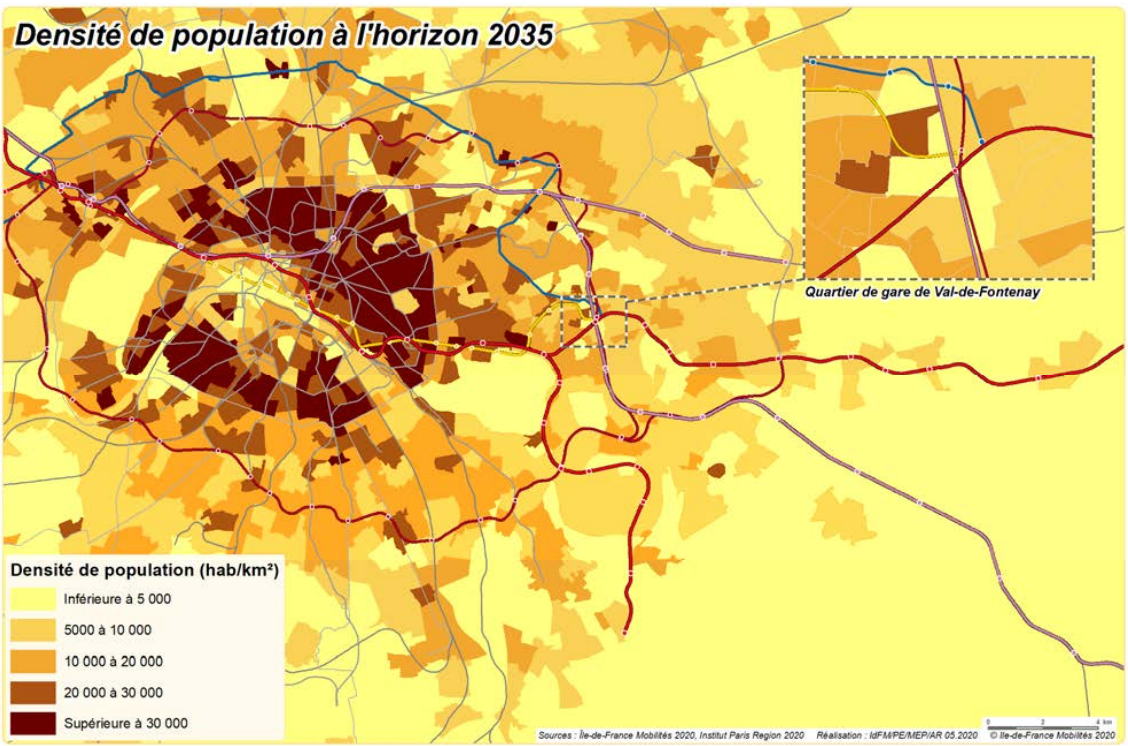 Densité de population à l'horizon 2035
Quartier de gare de Val-de-Fontenay
Densité de population (hab/km²)
Inférieure à 5 000
5000 à 10 000
10 000 à 20 000
20 000 à 30 000
Supérieure à 30 000
0 2 4 km
Sources : Île-de-France Mobilités 2020, Institut Paris Region 2020 Réalisation : IdFM/PE/MEP/AR 05.2020 © Ile-de-France Mobilités 2020